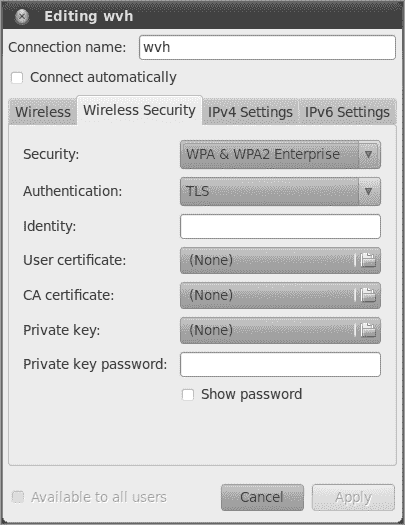 Editing wvh
Connection name: wvh
Connect automatically
Wireless Wireless Security IPv4 Settings IPv6 Settings
Security: WPA & WPA2 Enterprise
Authentication: TLS
Identity:
User certificate: (None)
CA certificate: (None)
Private key: (None)
Private key password:
Show password
Available to all users Cancel Apply